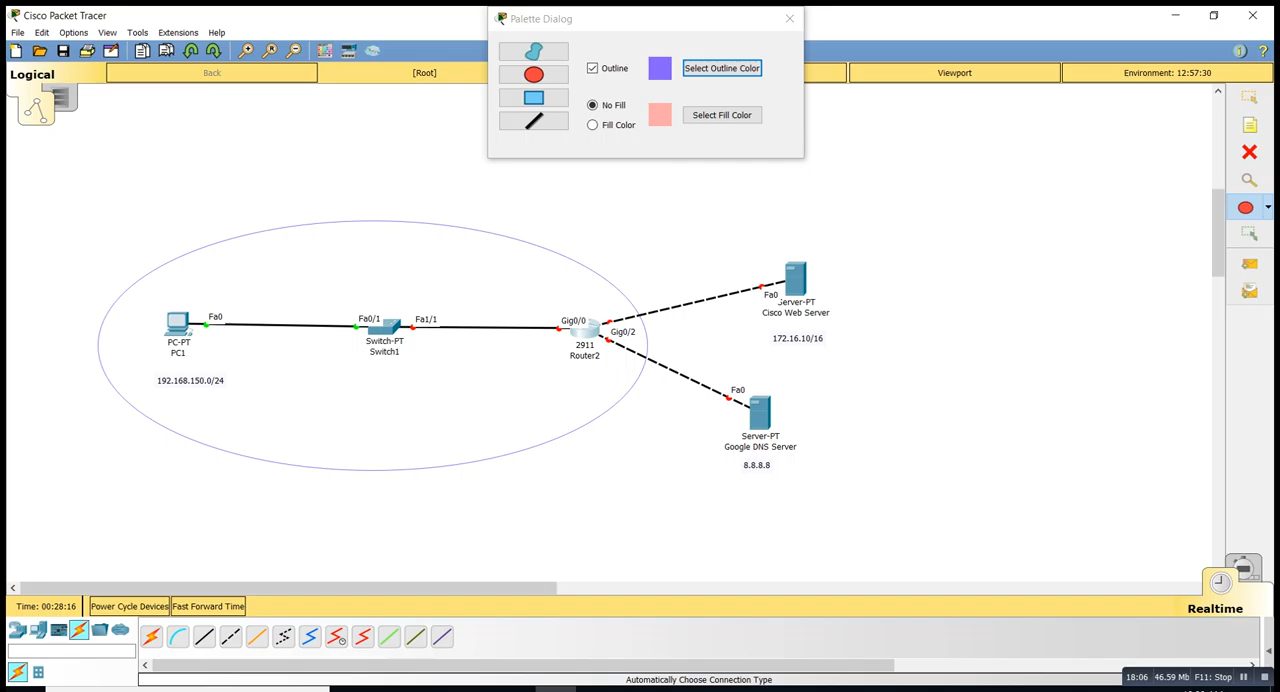 Cisco Packet Tracer
Palette Dialog
File Edit Options View Tools Extensions Help
Outline
Select Outline Color
No Fill
Fill Color
Select Fill Color
Logical
Back
[Root]
Viewport
Environment: 12:57:30
Fa0
PC-PT
PC1
192.168.150.0/24
Fa0/1
Fa1/1
Switch-PT
Switch1
Gig0/0
Gig0/2
2911
Router2
Fa0
Server-PT
Cisco Web Server
172.16.10/16
Fa0
Server-PT
Google DNS Server
8.8.8.8
Time: 00:28:16
Power Cycle Devices
Fast Forward Time
Realtime
Automatically Choose Connection Type
18:06 46.59 Mb F11: Stop